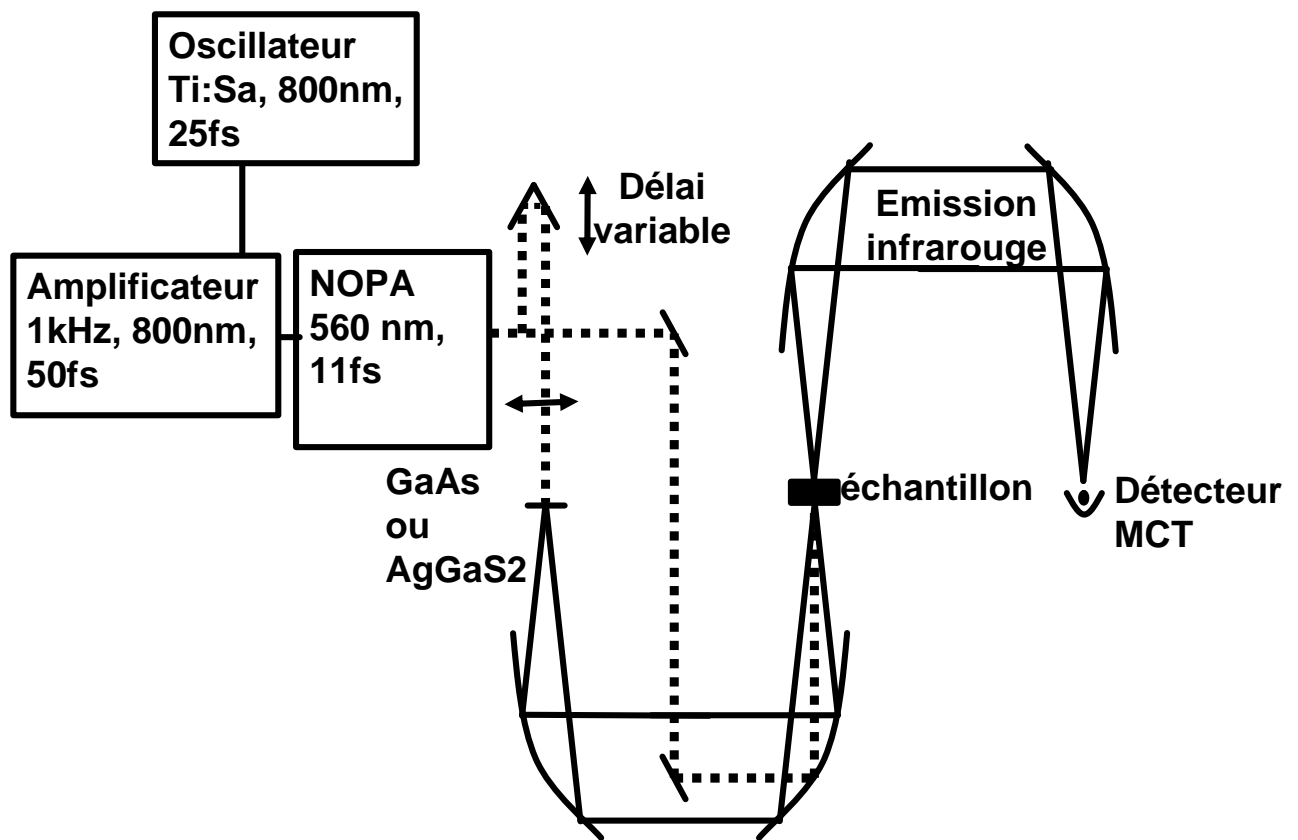 Oscillateur
Ti:Sa, 800nm,
25fs
Délai
variable
Emission
infrarouge
Amplificateur
1kHz, 800nm,
50fs
NOPA
560 nm,
11fs
GaAs
ou
AgGaS2
échantillon
Détecteur
MCT